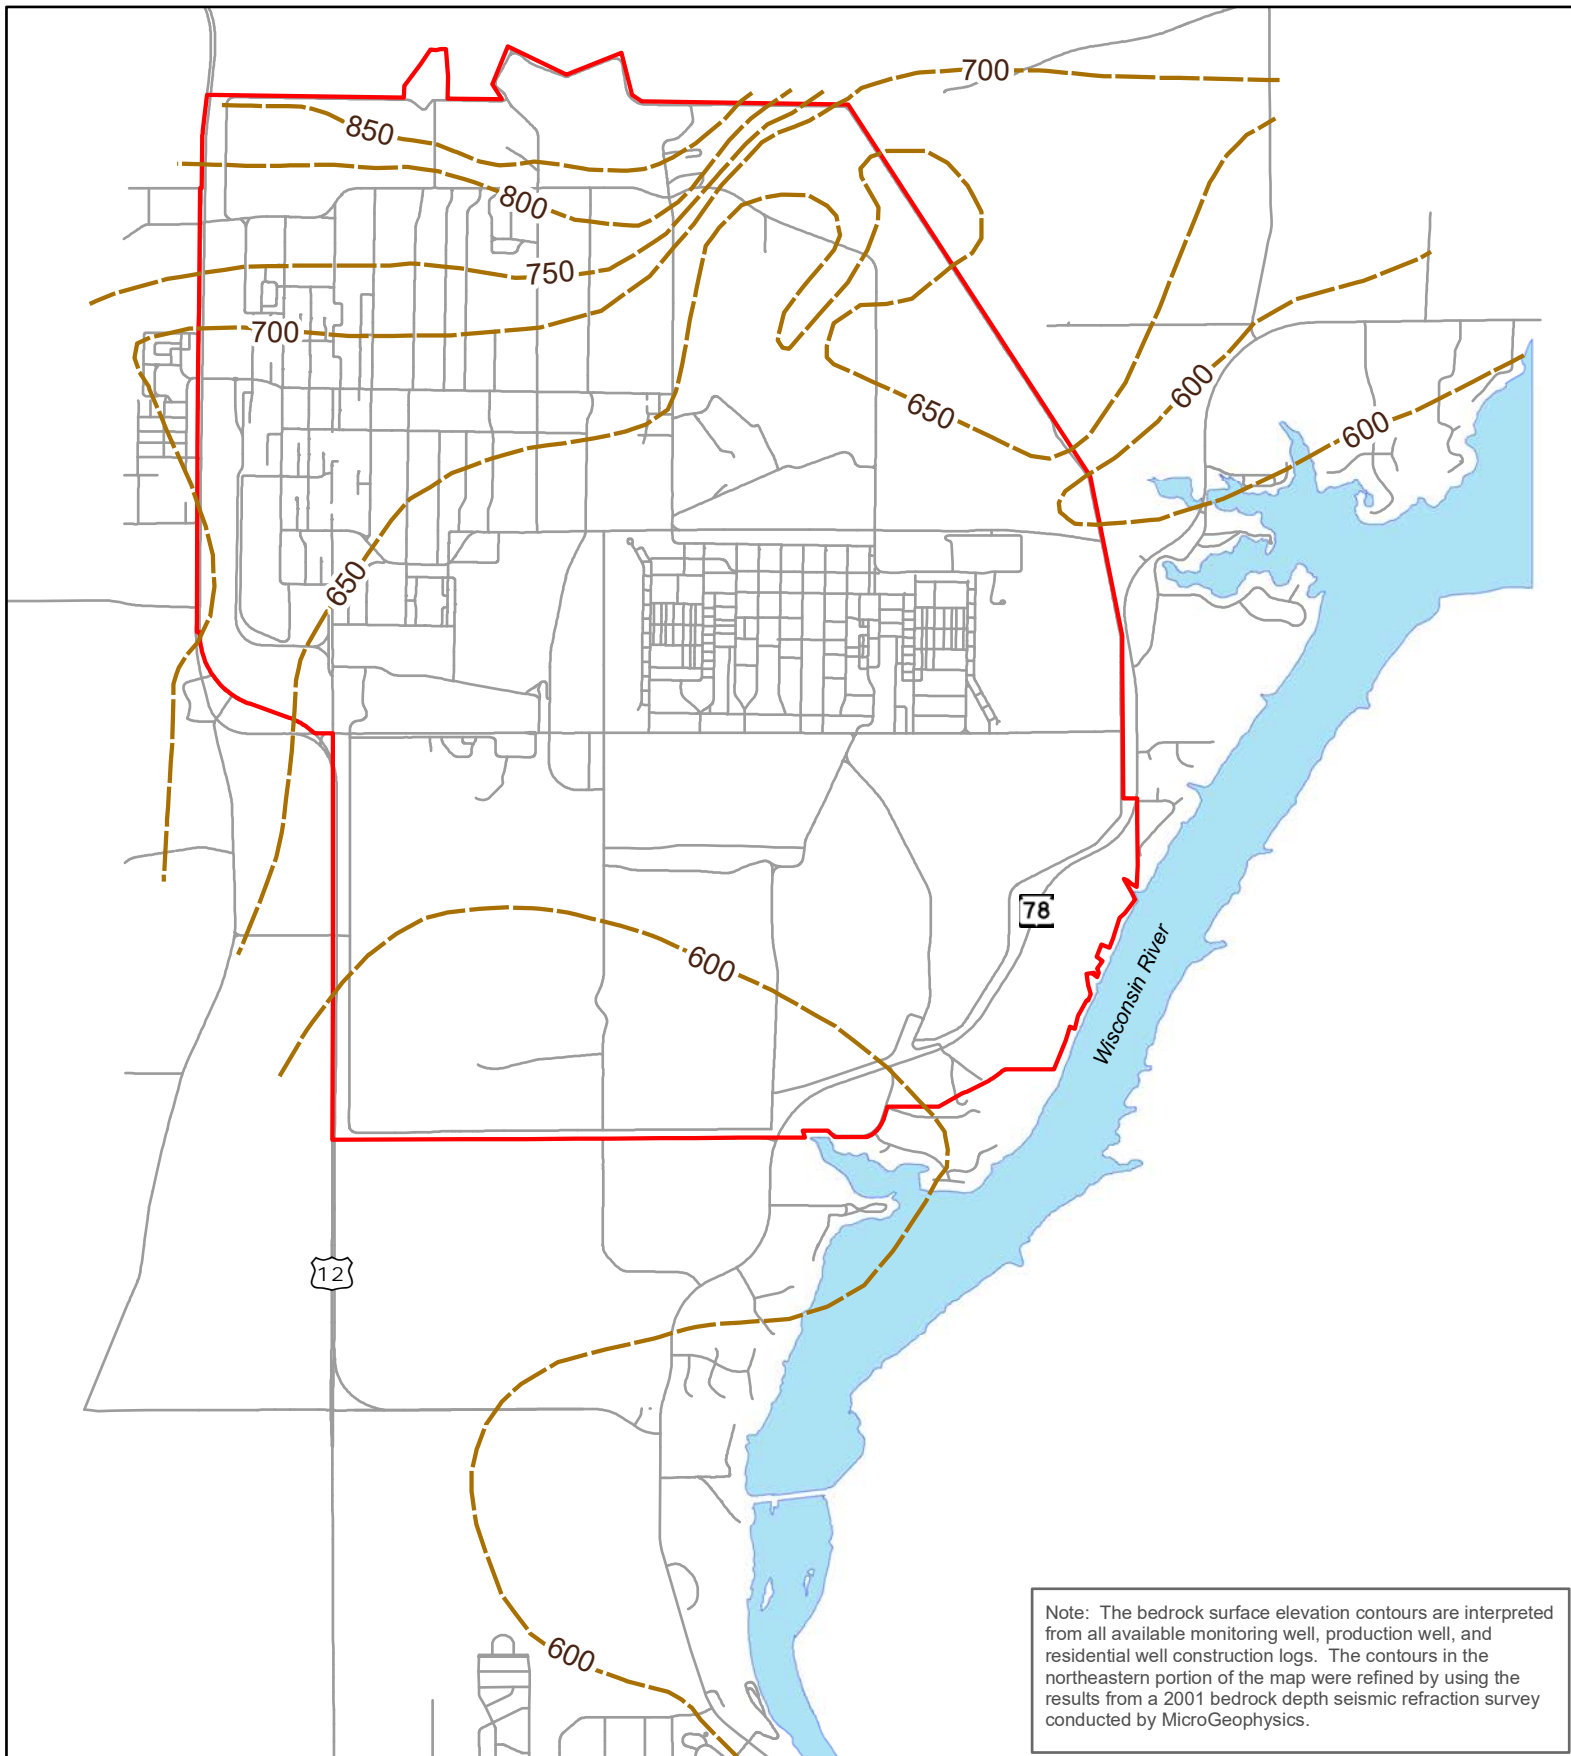 700
850
800
750
700
650
600
600
650
78
600
Wisconsin River
12
600
Note: The bedrock surface elevation contours are interpreted
from all available monitoring well, production well, and
residential well construction logs. The contours in the
northeastern portion of the map were refined by using the
results from a 2001 bedrock depth seismic refraction survey
conducted by MicroGeophysics.